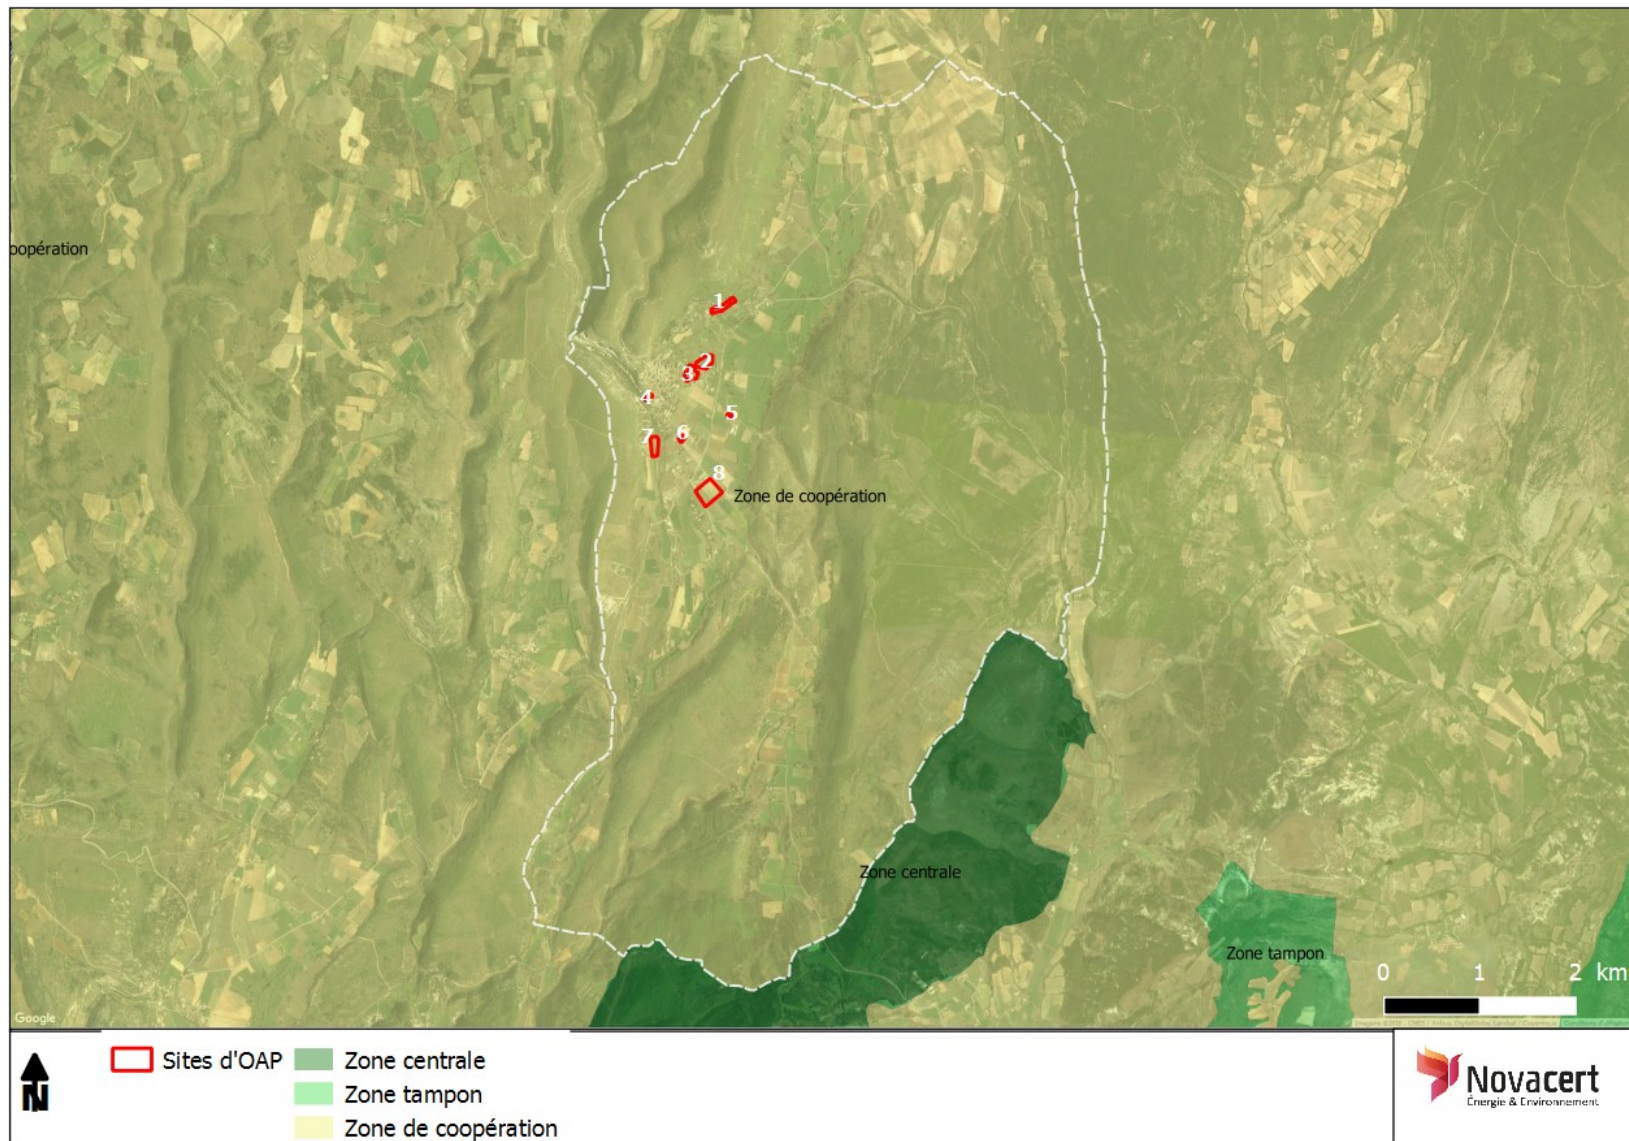 oopération
1
2
3
4
5
6
7
8
Zone de coopération
Zone centrale
Zone tampon
0 1 2 km
Google
N
Sites d'OAP
Zone centrale
Zone tampon
Zone de coopération
Novacert
Énergie & Environnement